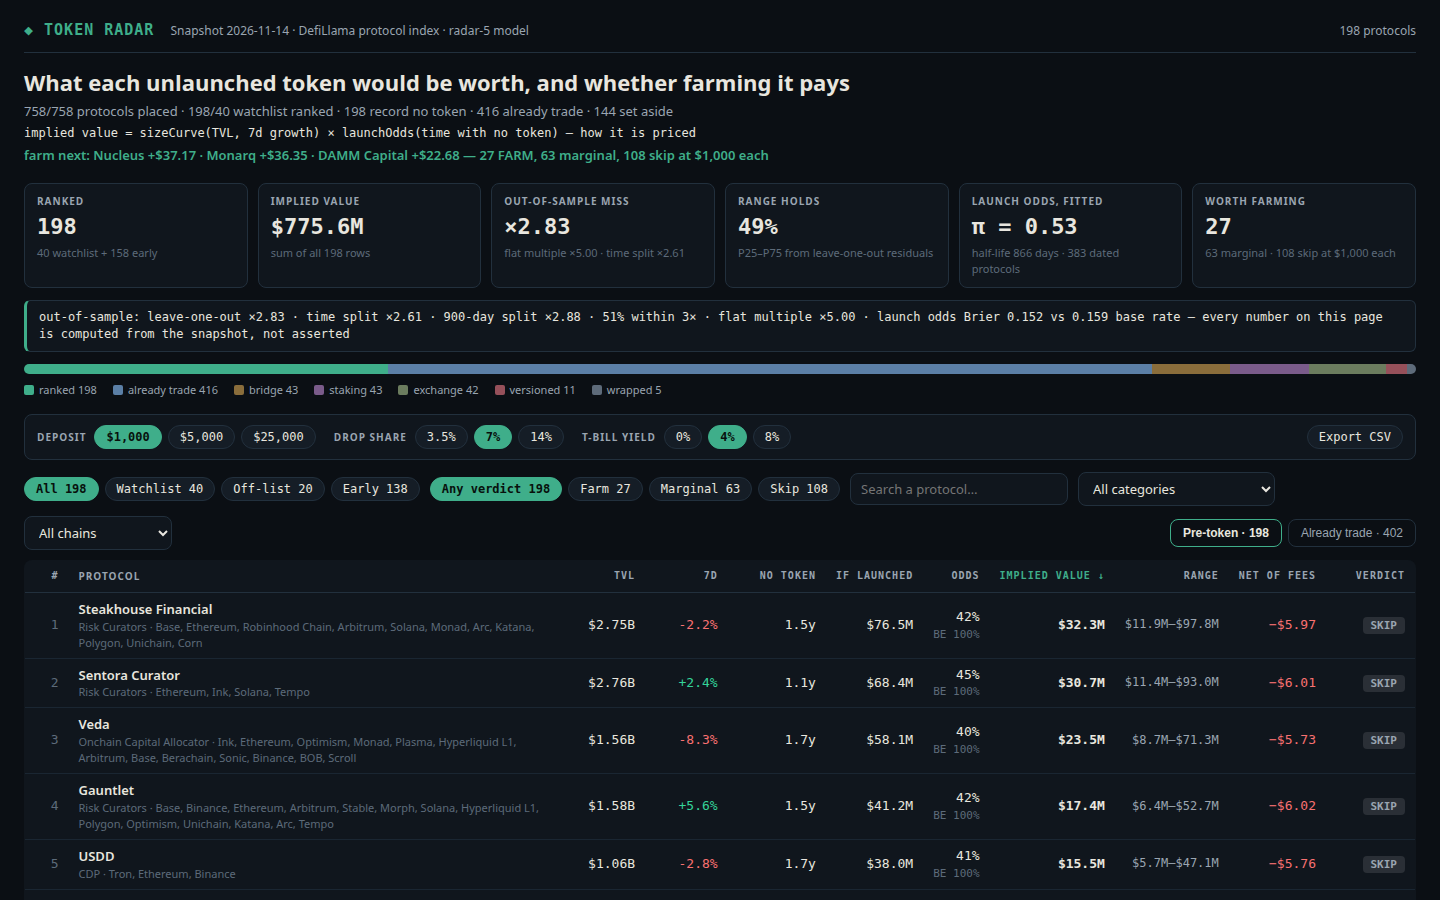 ◆ TOKEN RADAR Snapshot 2026-11-14 · DefiLlama protocol index · radar-5 model 198 protocols
What each unlaunched token would be worth, and whether farming it pays
758/758 protocols placed · 198/40 watchlist ranked · 198 record no token · 416 already trade · 144 set aside
implied value = sizeCurve(TVL, 7d growth) × launchOdds(time with no token) — how it is priced
farm next: Nucleus +$37.17 · Monarq +$36.35 · DAMM Capital +$22.68 — 27 FARM, 63 marginal, 108 skip at $1,000 each
RANKED
198
40 watchlist + 158 early
IMPLIED VALUE
$775.6M
sum of all 198 rows
OUT-OF-SAMPLE MISS
×2.83
flat multiple ×5.00 · time split ×2.61
RANGE HOLDS
49%
P25–P75 from leave-one-out residuals
LAUNCH ODDS, FITTED
π = 0.53
half-life 866 days · 383 dated
protocols
WORTH FARMING
27
63 marginal · 108 skip at $1,000 each
out-of-sample: leave-one-out ×2.83 · time split ×2.61 · 900-day split ×2.88 · 51% within 3× · flat multiple ×5.00 · launch odds Brier 0.152 vs 0.159 base rate — every number on this page
is computed from the snapshot, not asserted
ranked 198 already trade 416 bridge 43 staking 43 exchange 42 versioned 11 wrapped 5
DEPOSIT $1,000 $5,000 $25,000 DROP SHARE 3.5% 7% 14% T-BILL YIELD 0% 4% 8% Export CSV
All 198 Watchlist 40 Off-list 20 Early 138 Any verdict 198 Farm 27 Marginal 63 Skip 108 Search a protocol... All categories
All chains Pre-token · 198 Already trade · 402
# PROTOCOL TVL 7D NO TOKEN IF LAUNCHED ODDS IMPLIED VALUE ↓ RANGE NET OF FEES VERDICT
1 Steakhouse Financial $2.75B -2.2% 1.5y $76.5M 42% $32.3M $11.9M–$97.8M −$5.97 SKIP
Risk Curators · Base, Ethereum, Robinhood Chain, Arbitrum, Solana, Monad, Arc, Katana, BE 100%
Polygon, Unichain, Corn
2 Sentora Curator $2.76B +2.4% 1.1y $68.4M 45% $30.7M $11.4M–$93.0M −$6.01 SKIP
Risk Curators · Ethereum, Ink, Solana, Tempo BE 100%
3 Veda $1.56B -8.3% 1.7y $58.1M 40% $23.5M $8.7M–$71.3M −$5.73 SKIP
Onchain Capital Allocator · Ink, Ethereum, Optimism, Monad, Plasma, Hyperliquid L1, BE 100%
Arbitrum, Base, Berachain, Sonic, Binance, BOB, Scroll
4 Gauntlet $1.58B +5.6% 1.5y $41.2M 42% $17.4M $6.4M–$52.7M −$6.02 SKIP
Risk Curators · Base, Binance, Ethereum, Arbitrum, Stable, Morph, Solana, Hyperliquid L1, BE 100%
Polygon, Optimism, Unichain, Katana, Arc, Tempo
5 USDD $1.06B -2.8% 1.7y $38.0M 41% $15.5M $5.7M–$47.1M −$5.76 SKIP
CDP · Tron, Ethereum, Binance BE 100%